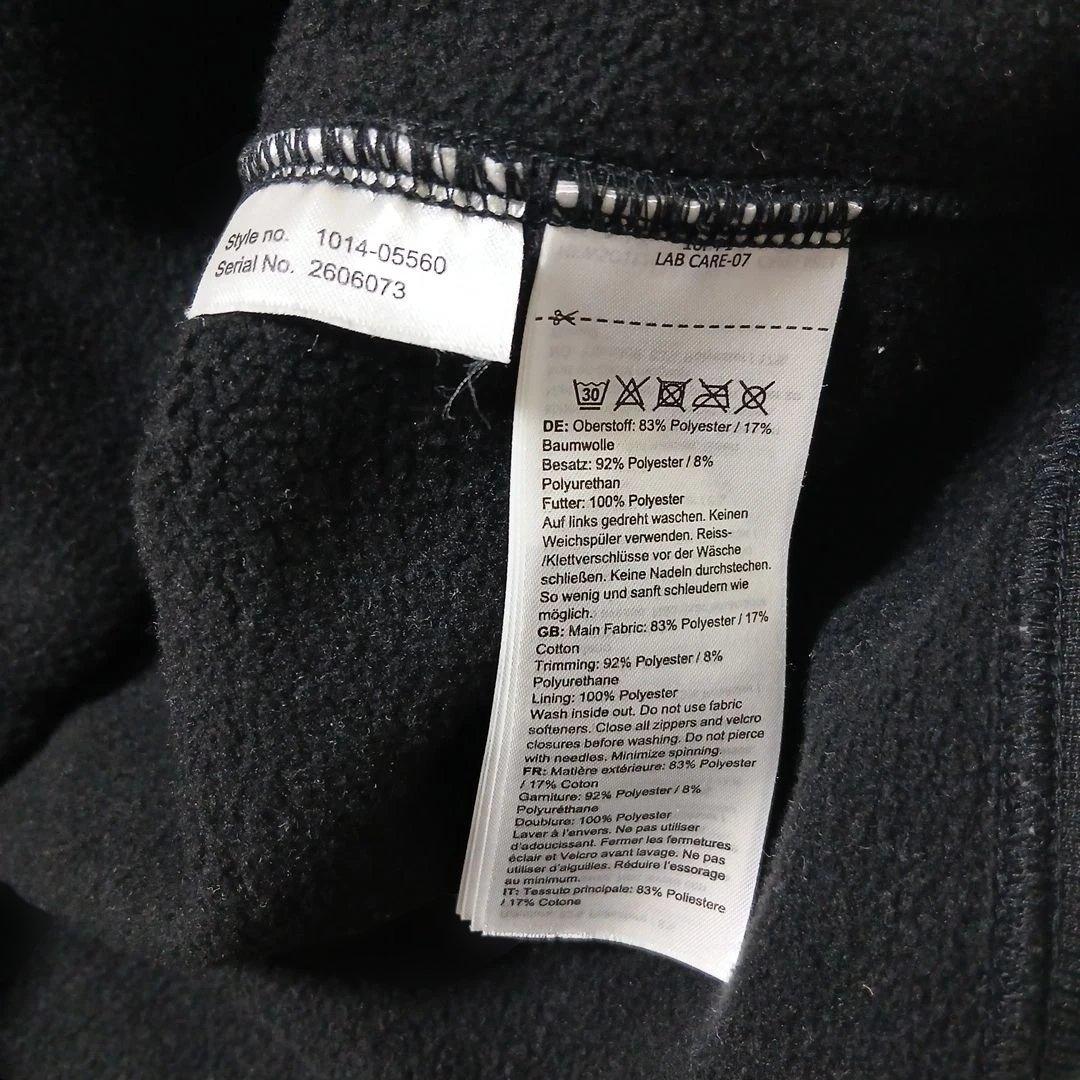 Style no. 1014-05560
Serial No. 2606073
LAB CARE-07
30
DE: Oberstoff: 83% Polyester / 17%
Baumwolle
Besatz: 92% Polyester / 8%
Polyurethan
Futter: 100% Polyester
Auf links gedreht waschen. Keinen
Weichspüler verwenden. Reiss-
/Klettverschlüsse vor der Wäsche
schließen. Keine Nadeln durchstechen.
So wenig und sanft schleudern wie
möglich.
GB: Main Fabric: 83% Polyester / 17%
Cotton
Trimming: 92% Polyester / 8%
Polyurethane
Lining: 100% Polyester
Wash inside out. Do not use fabric
softeners. Close all zippers and velcro
closures before washing. Do not pierce
with needles. Minimize spinning.
FR: Matière extérieure: 83% Polyester
/ 17% Coton
Garniture: 92% Polyester / 8%
Polyuréthane
Doublure: 100% Polyester
Laver à l'envers. Ne pas utiliser
d'adoucissant. Fermer les fermetures
éclair et Velcro avant lavage. Ne pas
utiliser d'aiguilles. Réduire l'essorage
au minimum.
IT: Tessuto principale: 83% Poliestere
/ 17% Cotone